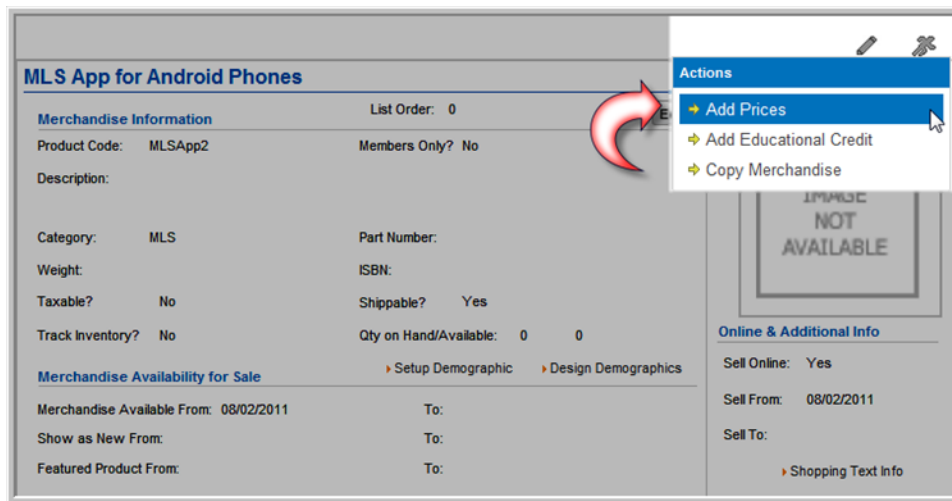 MLS App for Android Phones
Actions
Add Prices
Add Educational Credit
Copy Merchandise
Merchandise Information
List Order: 0
Product Code: MLSApp2 Members Only? No
Description:
IMAGE
NOT
AVAILABLE
Category: MLS Part Number:
Weight: ISBN:
Taxable? No Shippable? Yes
Track Inventory? No Qty on Hand/Available: 0 0
Setup Demographic Design Demographics
Merchandise Availability for Sale
Merchandise Available From: 08/02/2011 To:
Show as New From: To:
Featured Product From: To:
Online & Additional Info
Sell Online: Yes
Sell From: 08/02/2011
Sell To:
Shopping Text Info